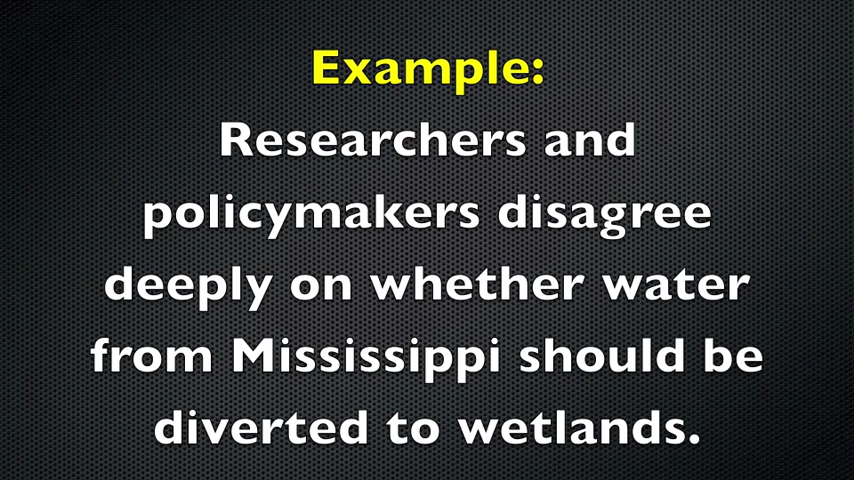 Example:
Researchers and
policymakers disagree
deeply on whether water
from Mississippi should be
diverted to wetlands.